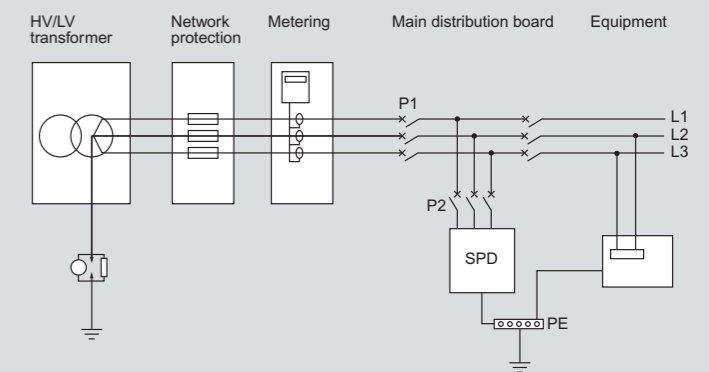 HV/LV
transformer
Network
protection
Metering
Main distribution board
Equipment
P1
L1
L2
L3
P2
SPD
PE